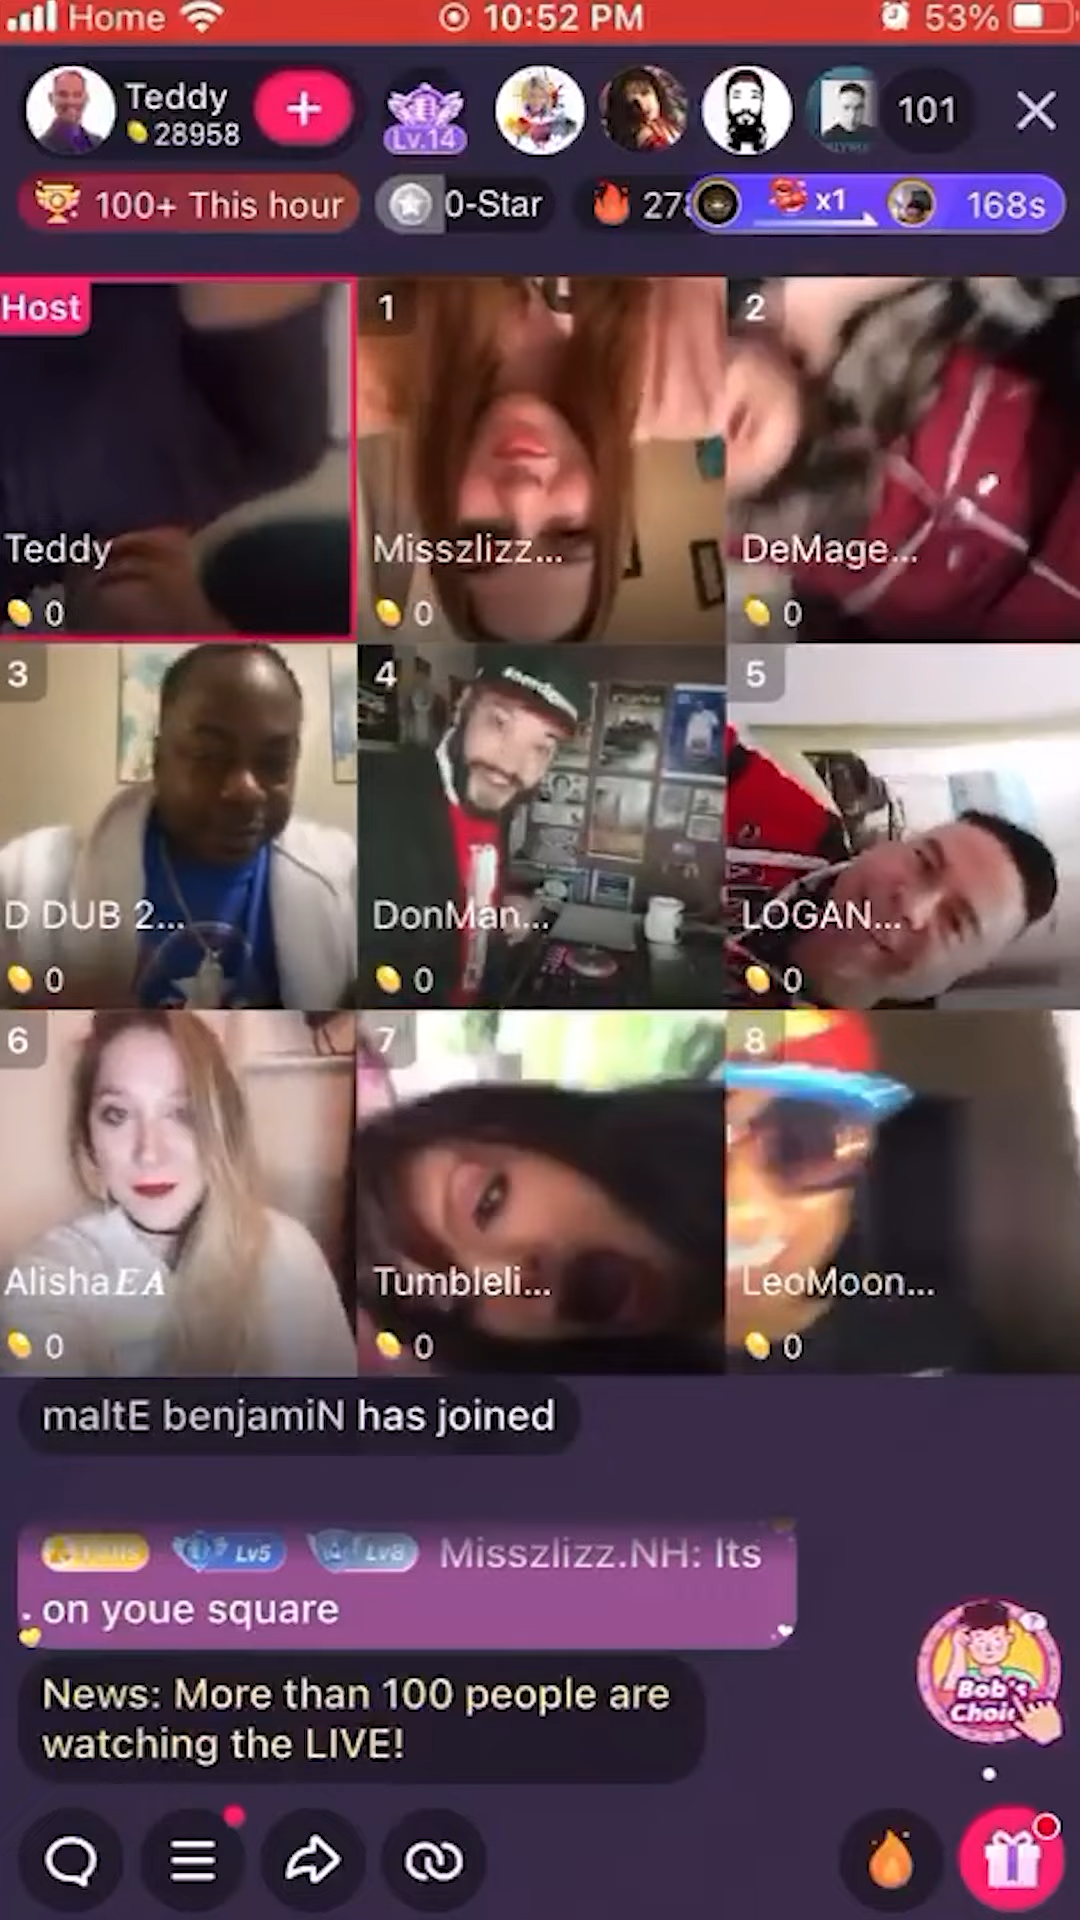 Home
10:52 PM
53%
Teddy
28958
Lv.14
101
100+ This hour
0-Star
27
x1
168s
Host
Teddy
0
1
Misszlizz...
0
2
DeMage...
0
3
D DUB 2...
0
4
DonMan...
0
5
LOGAN...
0
6
AlishaEA
0
7
Tumbleli...
0
8
LeoMoon...
0
maltE benjamiN has joined
Lv5 Lv8 Misszlizz.NH: Its
on youe square
News: More than 100 people are
watching the LIVE!
Bob's